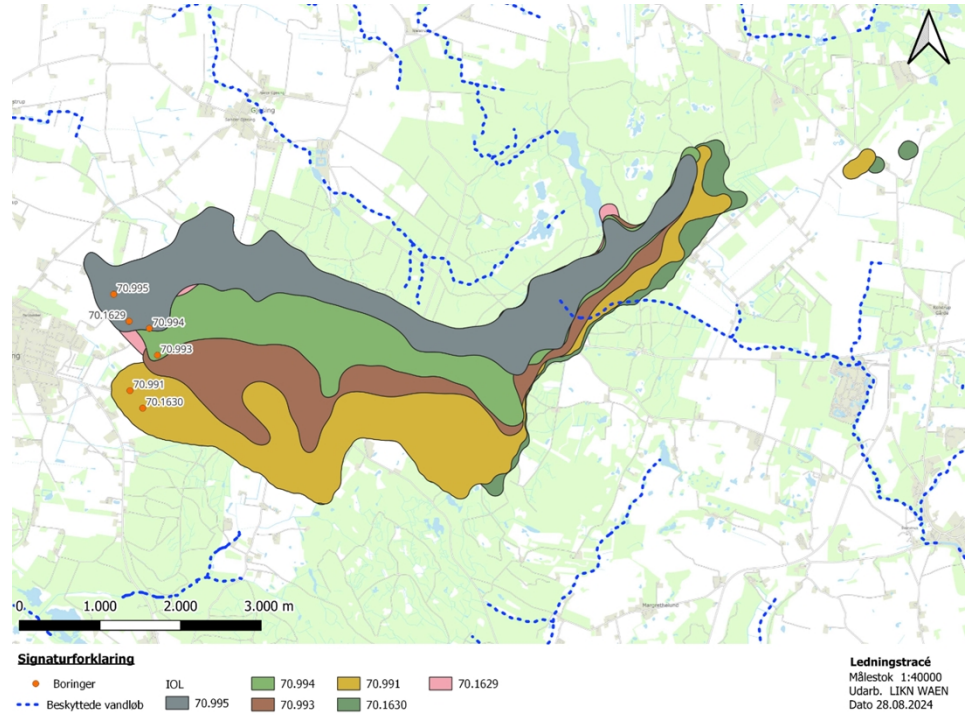 Gjesing
70.995
70.1629
70.994
70.993
70.991
70.1630
0. 1.000 2.000 3.000 m
Signaturforklaring
Boringer
Beskyttede vandløb
IOL
70.995
70.994
70.993
70.991
70.1630
70.1629
Ledningstracé
Målestok 1:40000
Udarb. LIKN WAEN
Dato 28.08.2024